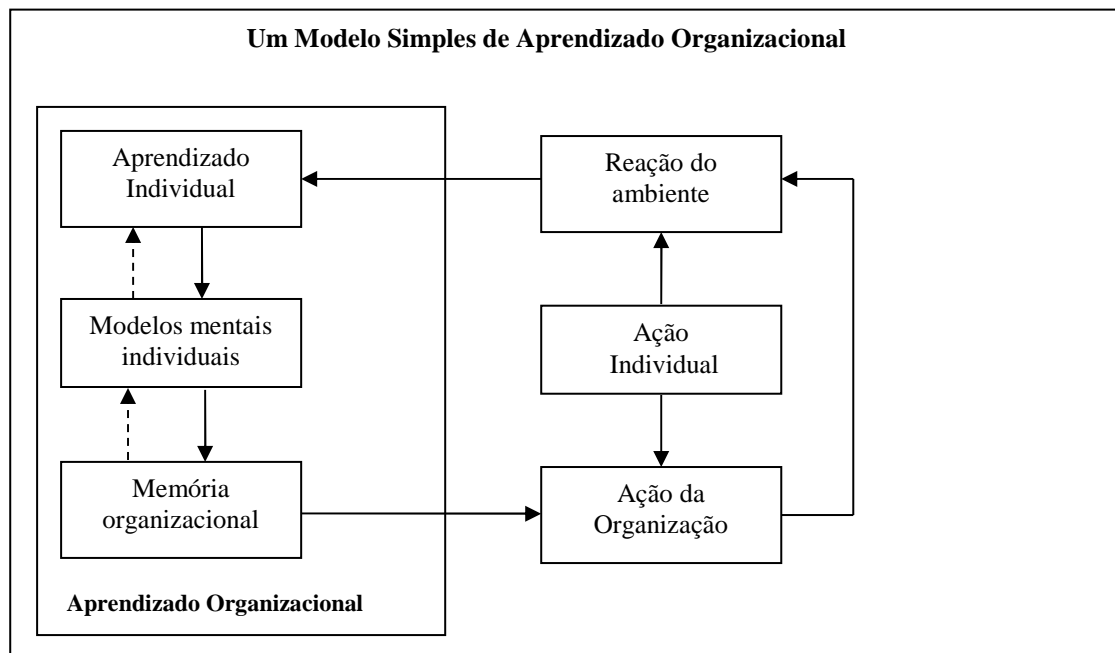 Um Modelo Simples de Aprendizado Organizacional
Aprendizado
Individual
Reação do
ambiente
Modelos mentais
individuais
Ação
Individual
Memória
organizacional
Ação da
Organização
Aprendizado Organizacional